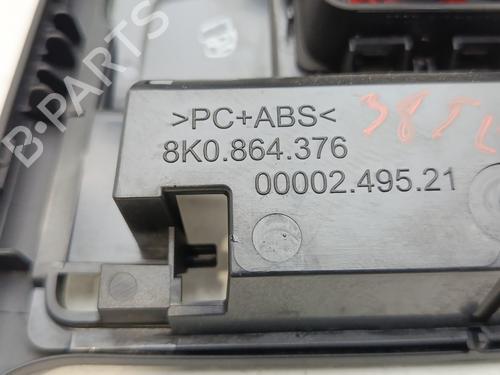 B-PARTS
>PC+ABS<
8K0.864.376
00002.495.21